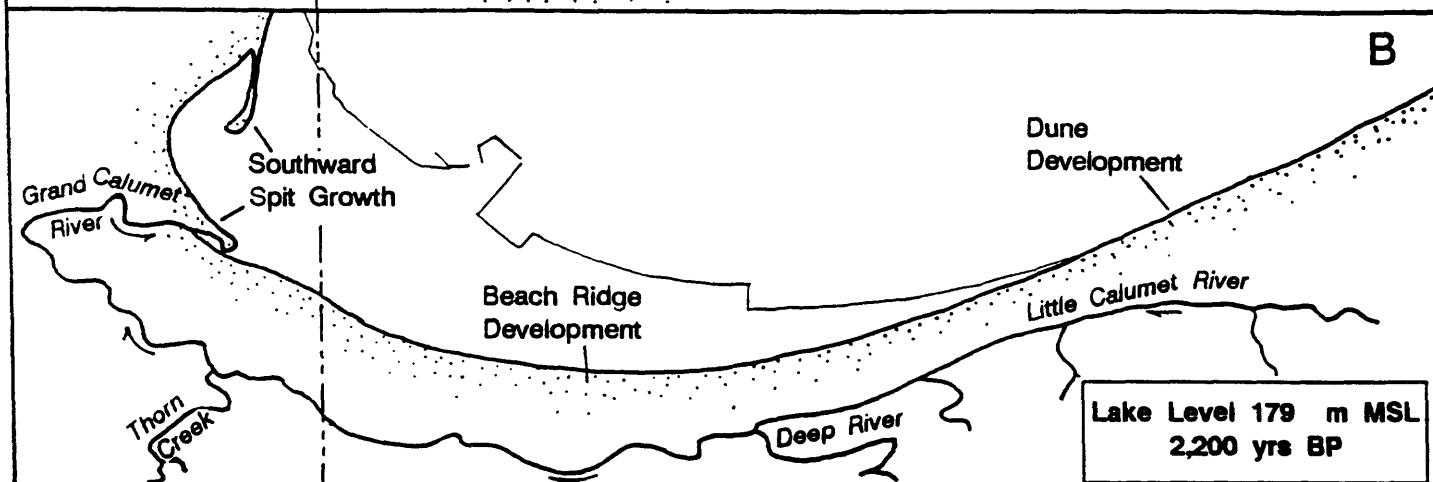 B
Dune
Development
Southward
Spit Growth
Grand Calumet
River
Beach Ridge
Development
Little Calumet River
Thorn
Creek
Deep River
Lake Level 179 m MSL
2,200 yrs BP